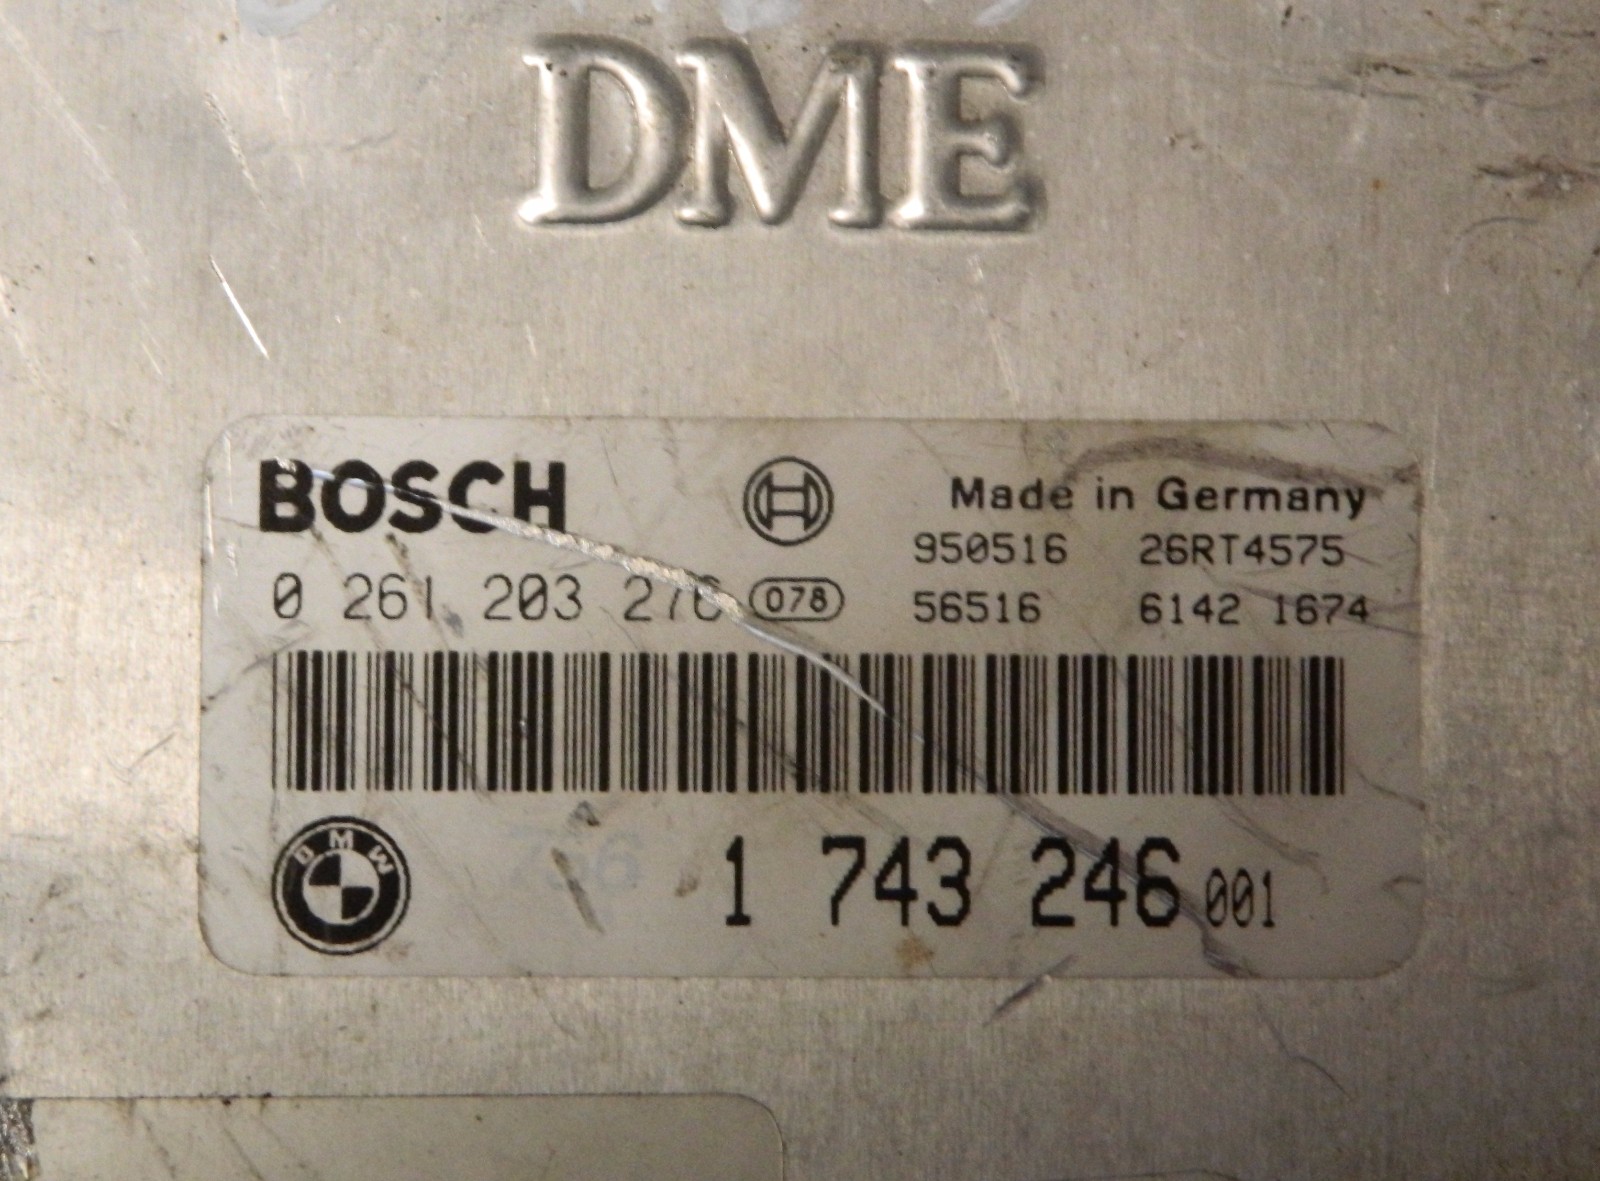 DME
BOSCH Made in Germany
950516 26RT4575
0 261 203 276 078 56516 6142 1674
BMW
1 743 246 001